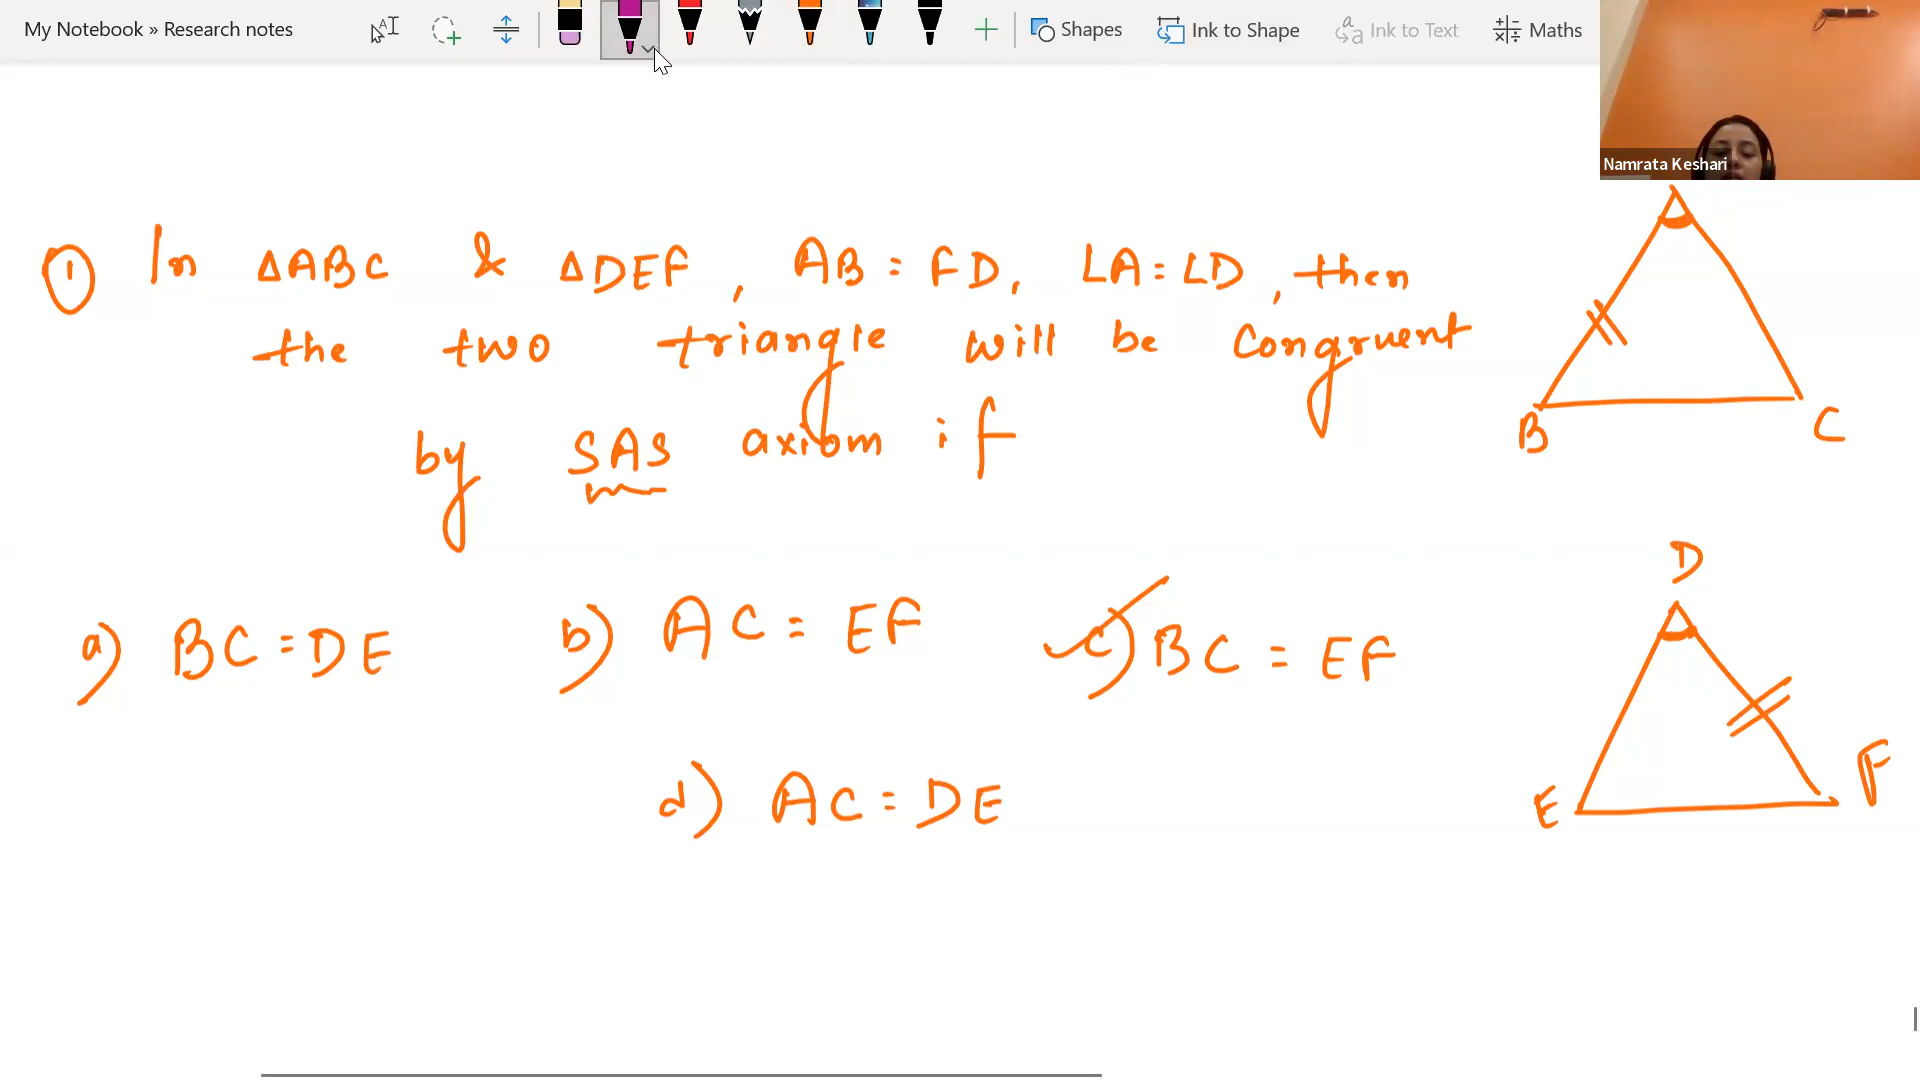 My Notebook » Research notes
Shapes
Ink to Shape
Ink to Text
Maths
Namrata Keshari
① In ΔABC & ΔDEF, AB = FD, ∠A = ∠D, then
the two triangle will be congruent
by SAS axiom if
a) BC = DE b) AC = EF c) BC = EF
d) AC = DE
B C
D
E F